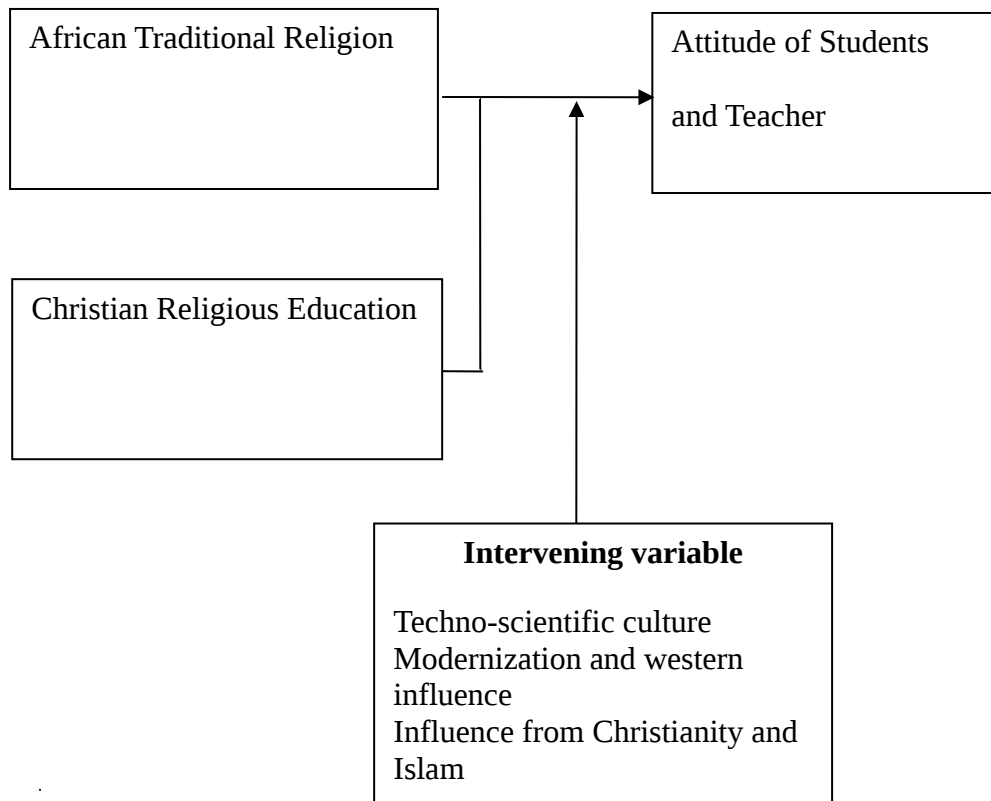 African Traditional Religion
Attitude of Students
and Teacher
Christian Religious Education
Intervening variable
Techno-scientific culture
Modernization and western
influence
Influence from Christianity and
Islam
.